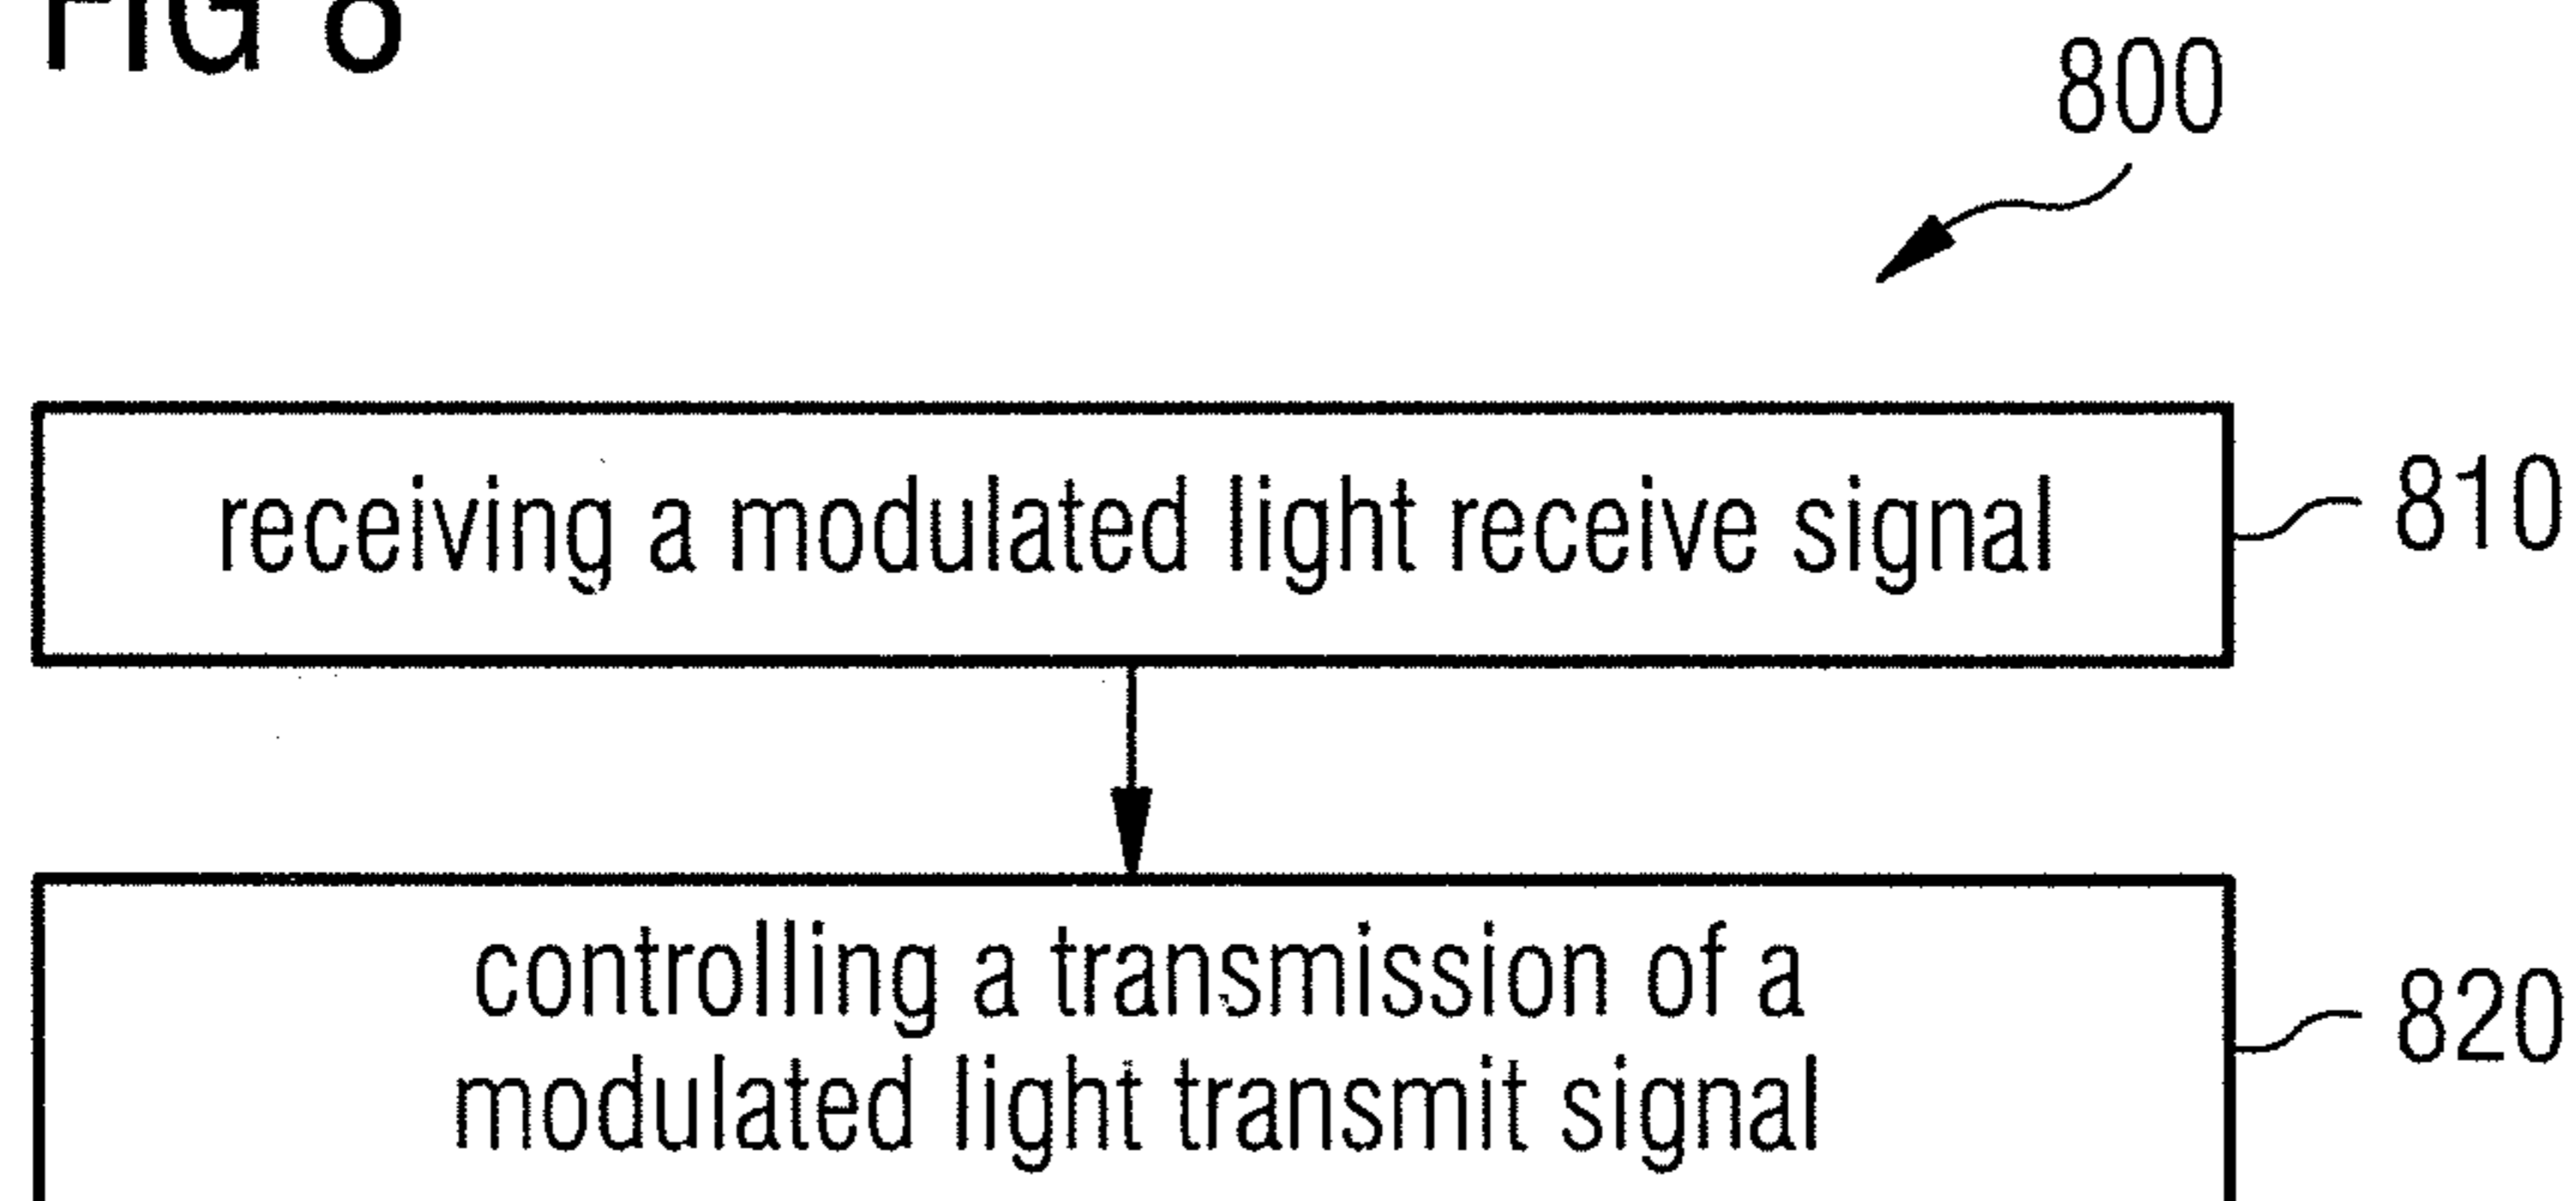 FIG 8
800
receiving a modulated light receive signal
810
controlling a transmission of a
modulated light transmit signal
820